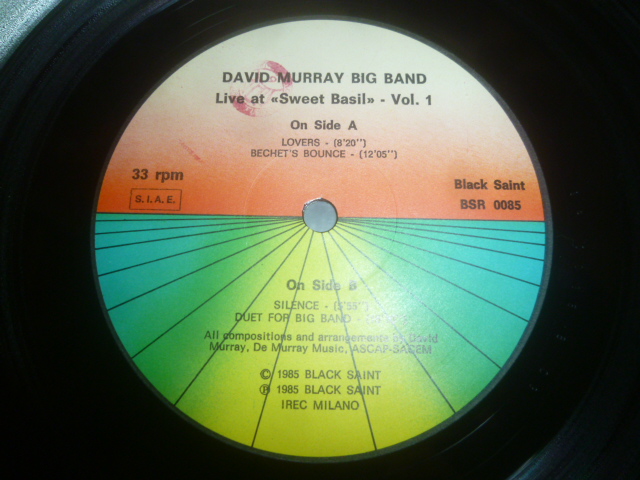 DAVID MURRAY BIG BAND
Live at «Sweet Basil» - Vol. 1
On Side A
LOVERS - (8'20")
BECHET'S BOUNCE - (12'05")
33 rpm
S.I.A.E.
Black Saint
BSR 0085
On Side B
SILENCE -
DUET FOR BIG BAND -
All compositions and arrangements by David
Murray, De Murray Music, ASCAP-SACEM
© 1985 BLACK SAINT
℗ 1985 BLACK SAINT
IREC MILANO